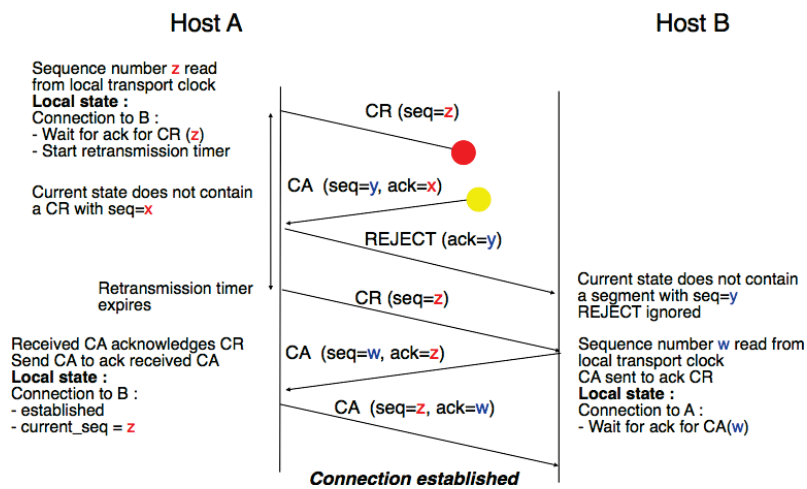 Host A
Host B
Sequence number z read
from local transport clock
Local state :
Connection to B :
- Wait for ack for CR (z)
- Start retransmission timer
CR (seq=z)
Current state does not contain
a CR with seq=x
CA (seq=y, ack=x)
REJECT (ack=y)
Current state does not contain
a segment with seq=y
REJECT ignored
Retransmission timer
expires
CR (seq=z)
Received CA acknowledges CR
Send CA to ack received CA
Local state :
Connection to B :
- established
- current_seq = z
CA (seq=w, ack=z)
Sequence number w read from
local transport clock
CA sent to ack CR
Local state :
Connection to A :
- Wait for ack for CA(w)
CA (seq=z, ack=w)
Connection established